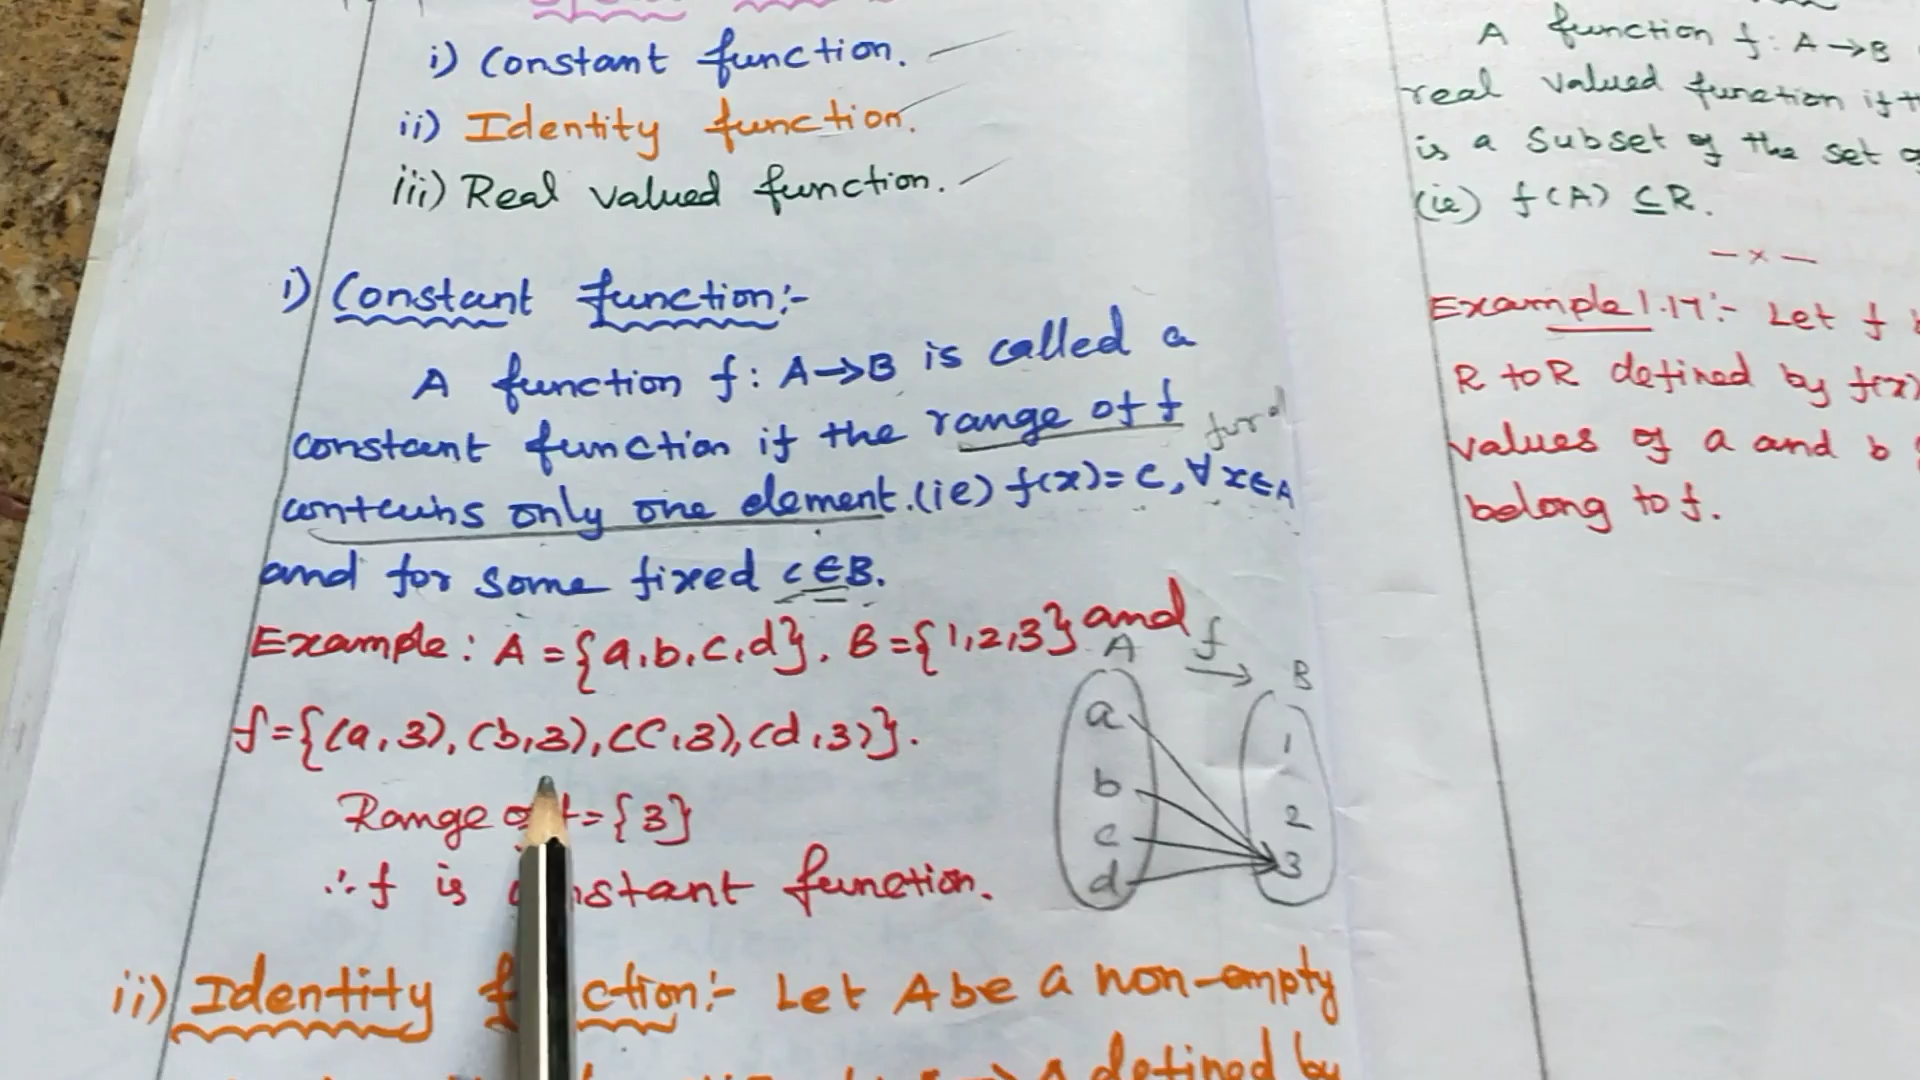 i) Constant function.
ii) Identity function.
iii) Real valued function.
i) Constant function:-
A function f: A→B is called a
constant function if the range of f
contains only one element. (ie) f(x)=c, ∀ x∈A
and for some fixed c∈B.
Example: A={a,b,c,d}, B={1,2,3} and
f={(a,3),(b,3),(c,3),(d,3)}.
Range of f={3}
∴ f is constant function.
A f B
a
b
c
d
1
2
3
ii) Identity function:- Let A be a non-empty
A defined by
A function f: A→B
real valued function if
is a subset of the set
(ie) f(A) ⊆R.
—x—
Example 1.17:- Let f
R to R defined by f(x)
values of a and b
belong to f.